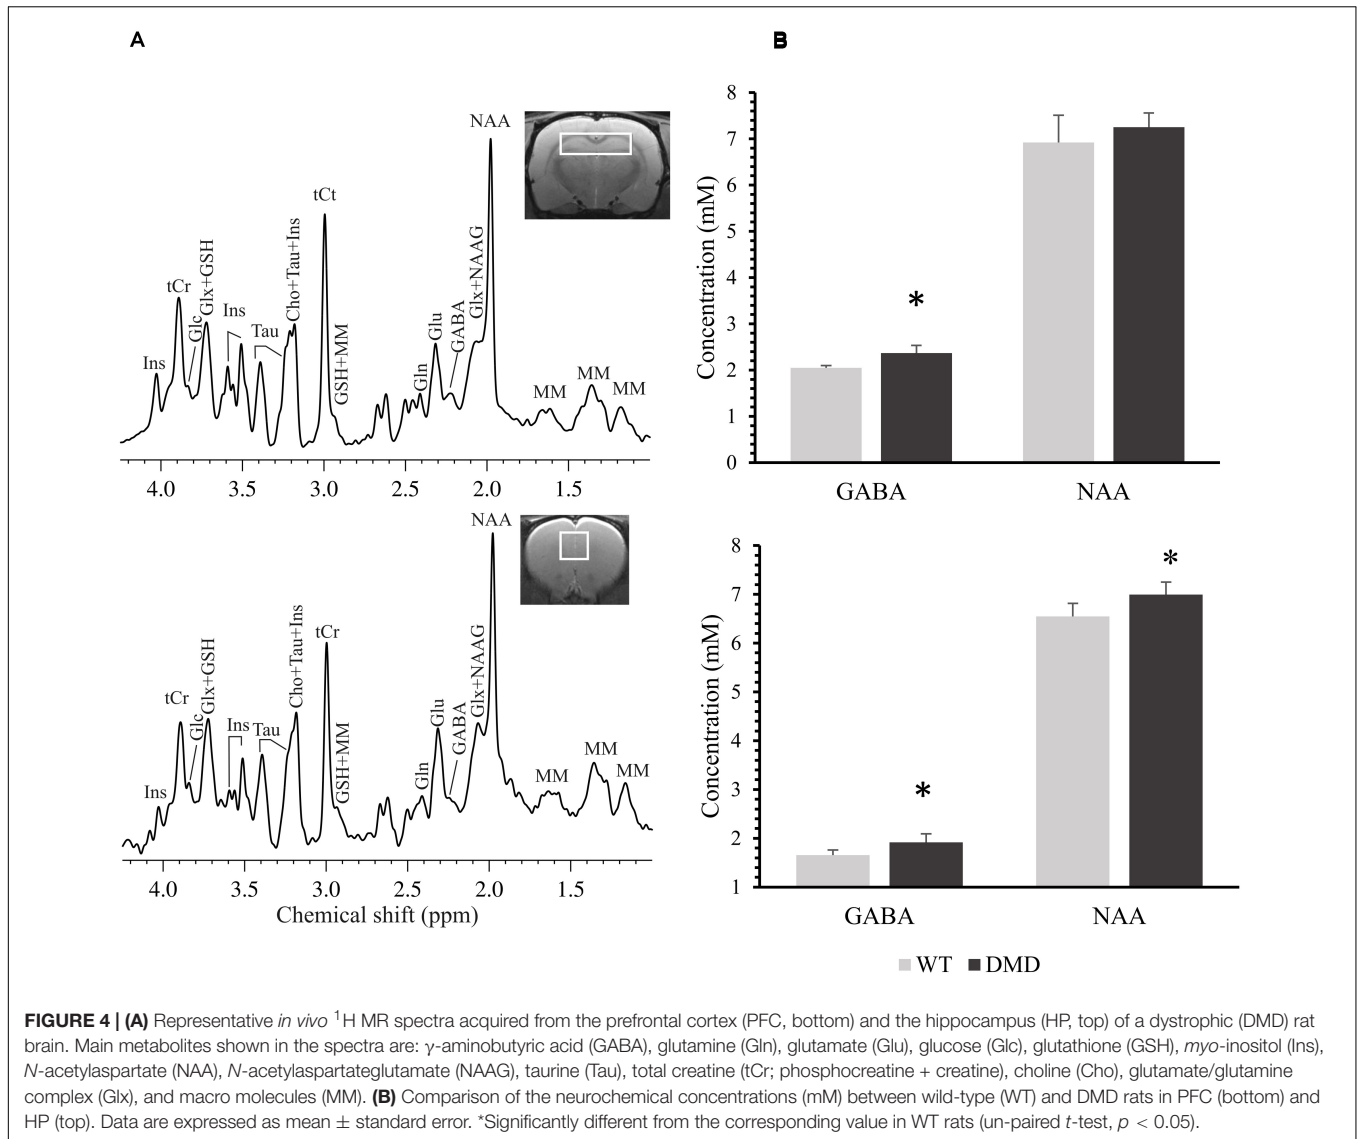 A
B
NAA
tCt
Cho+Tau+Ins
Glx+GSH
tCr
Glc
Ins
Tau
Ins
GSH+MM
Gln
Glu
GABA
Glx+NAAG
MM
MM
MM
4.0 3.5 3.0 2.5 2.0 1.5
8
7
6
5
4
3
2
1
0
Concentration (mM)
*
GABA NAA
NAA
tCr
Cho+Tau+Ins
Glx+GSH
tCr
Glc
Ins
Tau
Ins
GSH+MM
Gln
Glu
GABA
Glx+NAAG
MM
MM
MM
4.0 3.5 3.0 2.5 2.0 1.5
Chemical shift (ppm)
8
7
6
5
4
3
2
1
Concentration (mM)
*
*
GABA NAA
WT DMD
FIGURE 4 | (A) Representative in vivo ¹H MR spectra acquired from the prefrontal cortex (PFC, bottom) and the hippocampus (HP, top) of a dystrophic (DMD) rat
brain. Main metabolites shown in the spectra are: γ-aminobutyric acid (GABA), glutamine (Gln), glutamate (Glu), glucose (Glc), glutathione (GSH), myo-inositol (Ins),
N-acetylaspartate (NAA), N-acetylaspartateglutamate (NAAG), taurine (Tau), total creatine (tCr; phosphocreatine + creatine), choline (Cho), glutamate/glutamine
complex (Glx), and macro molecules (MM). (B) Comparison of the neurochemical concentrations (mM) between wild-type (WT) and DMD rats in PFC (bottom) and
HP (top). Data are expressed as mean ± standard error. *Significantly different from the corresponding value in WT rats (un-paired t-test, p < 0.05).